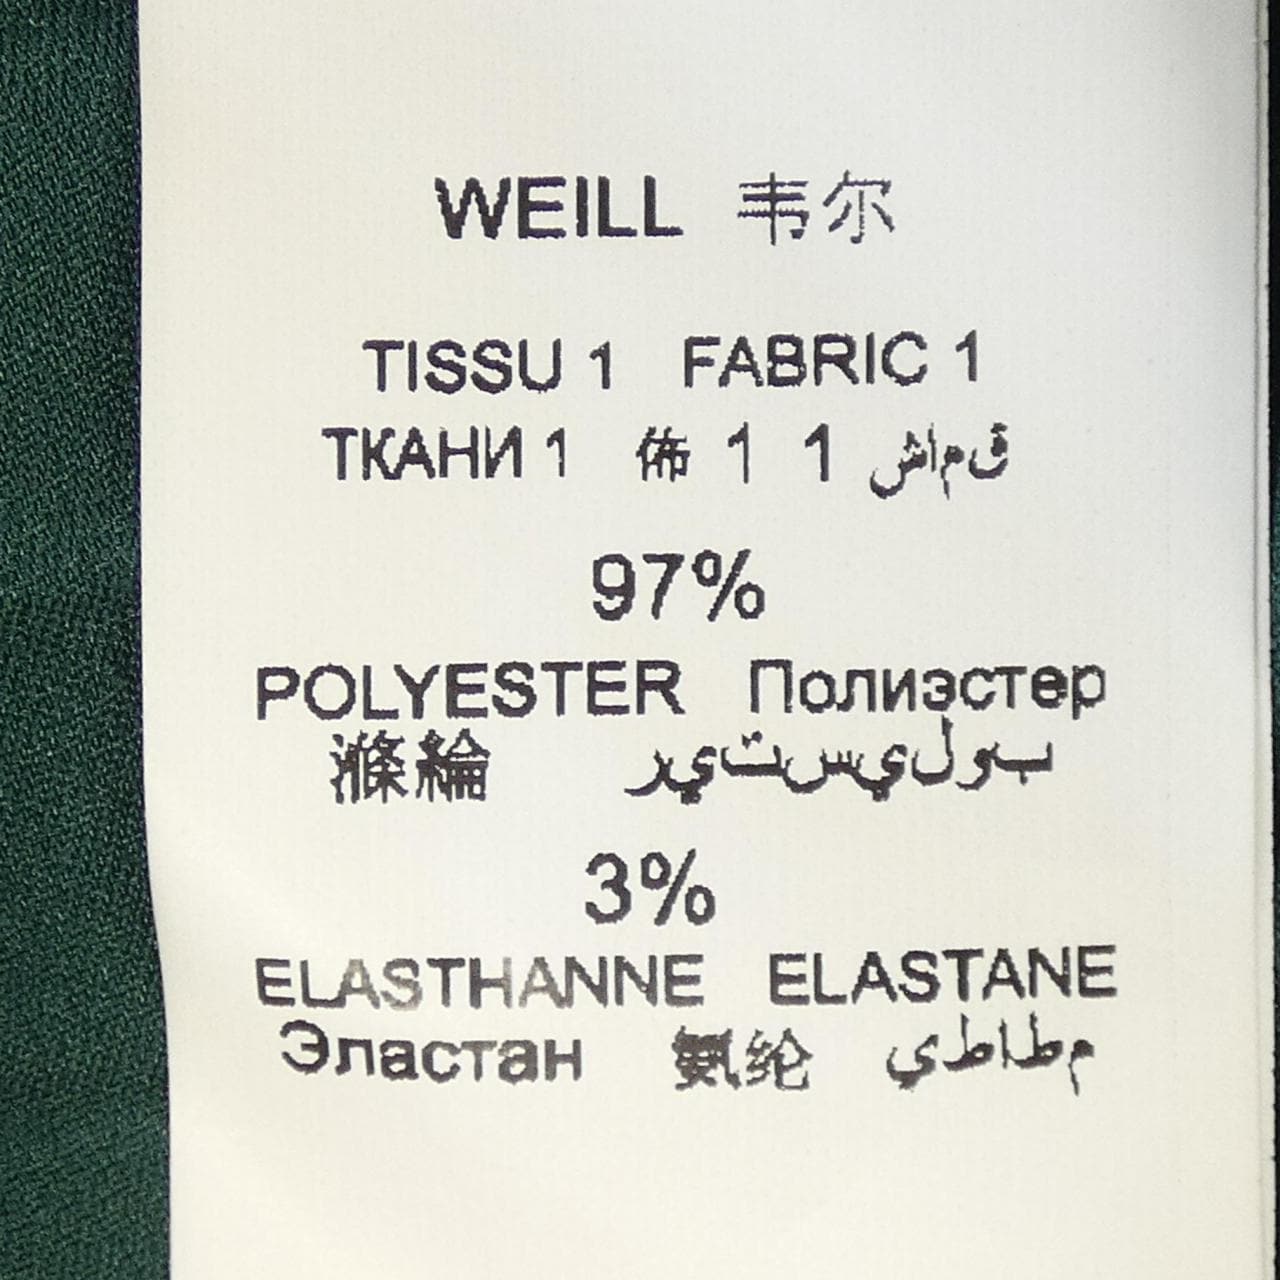 WEILL 韦尔
TISSU 1 FABRIC 1
ТКАНИ 1 佈 1 1 قماش
97%
POLYESTER Полиэстер
滌綸 بوليستير
3%
ELASTHANNE ELASTANE
Эластан 氨纶 مطاطي